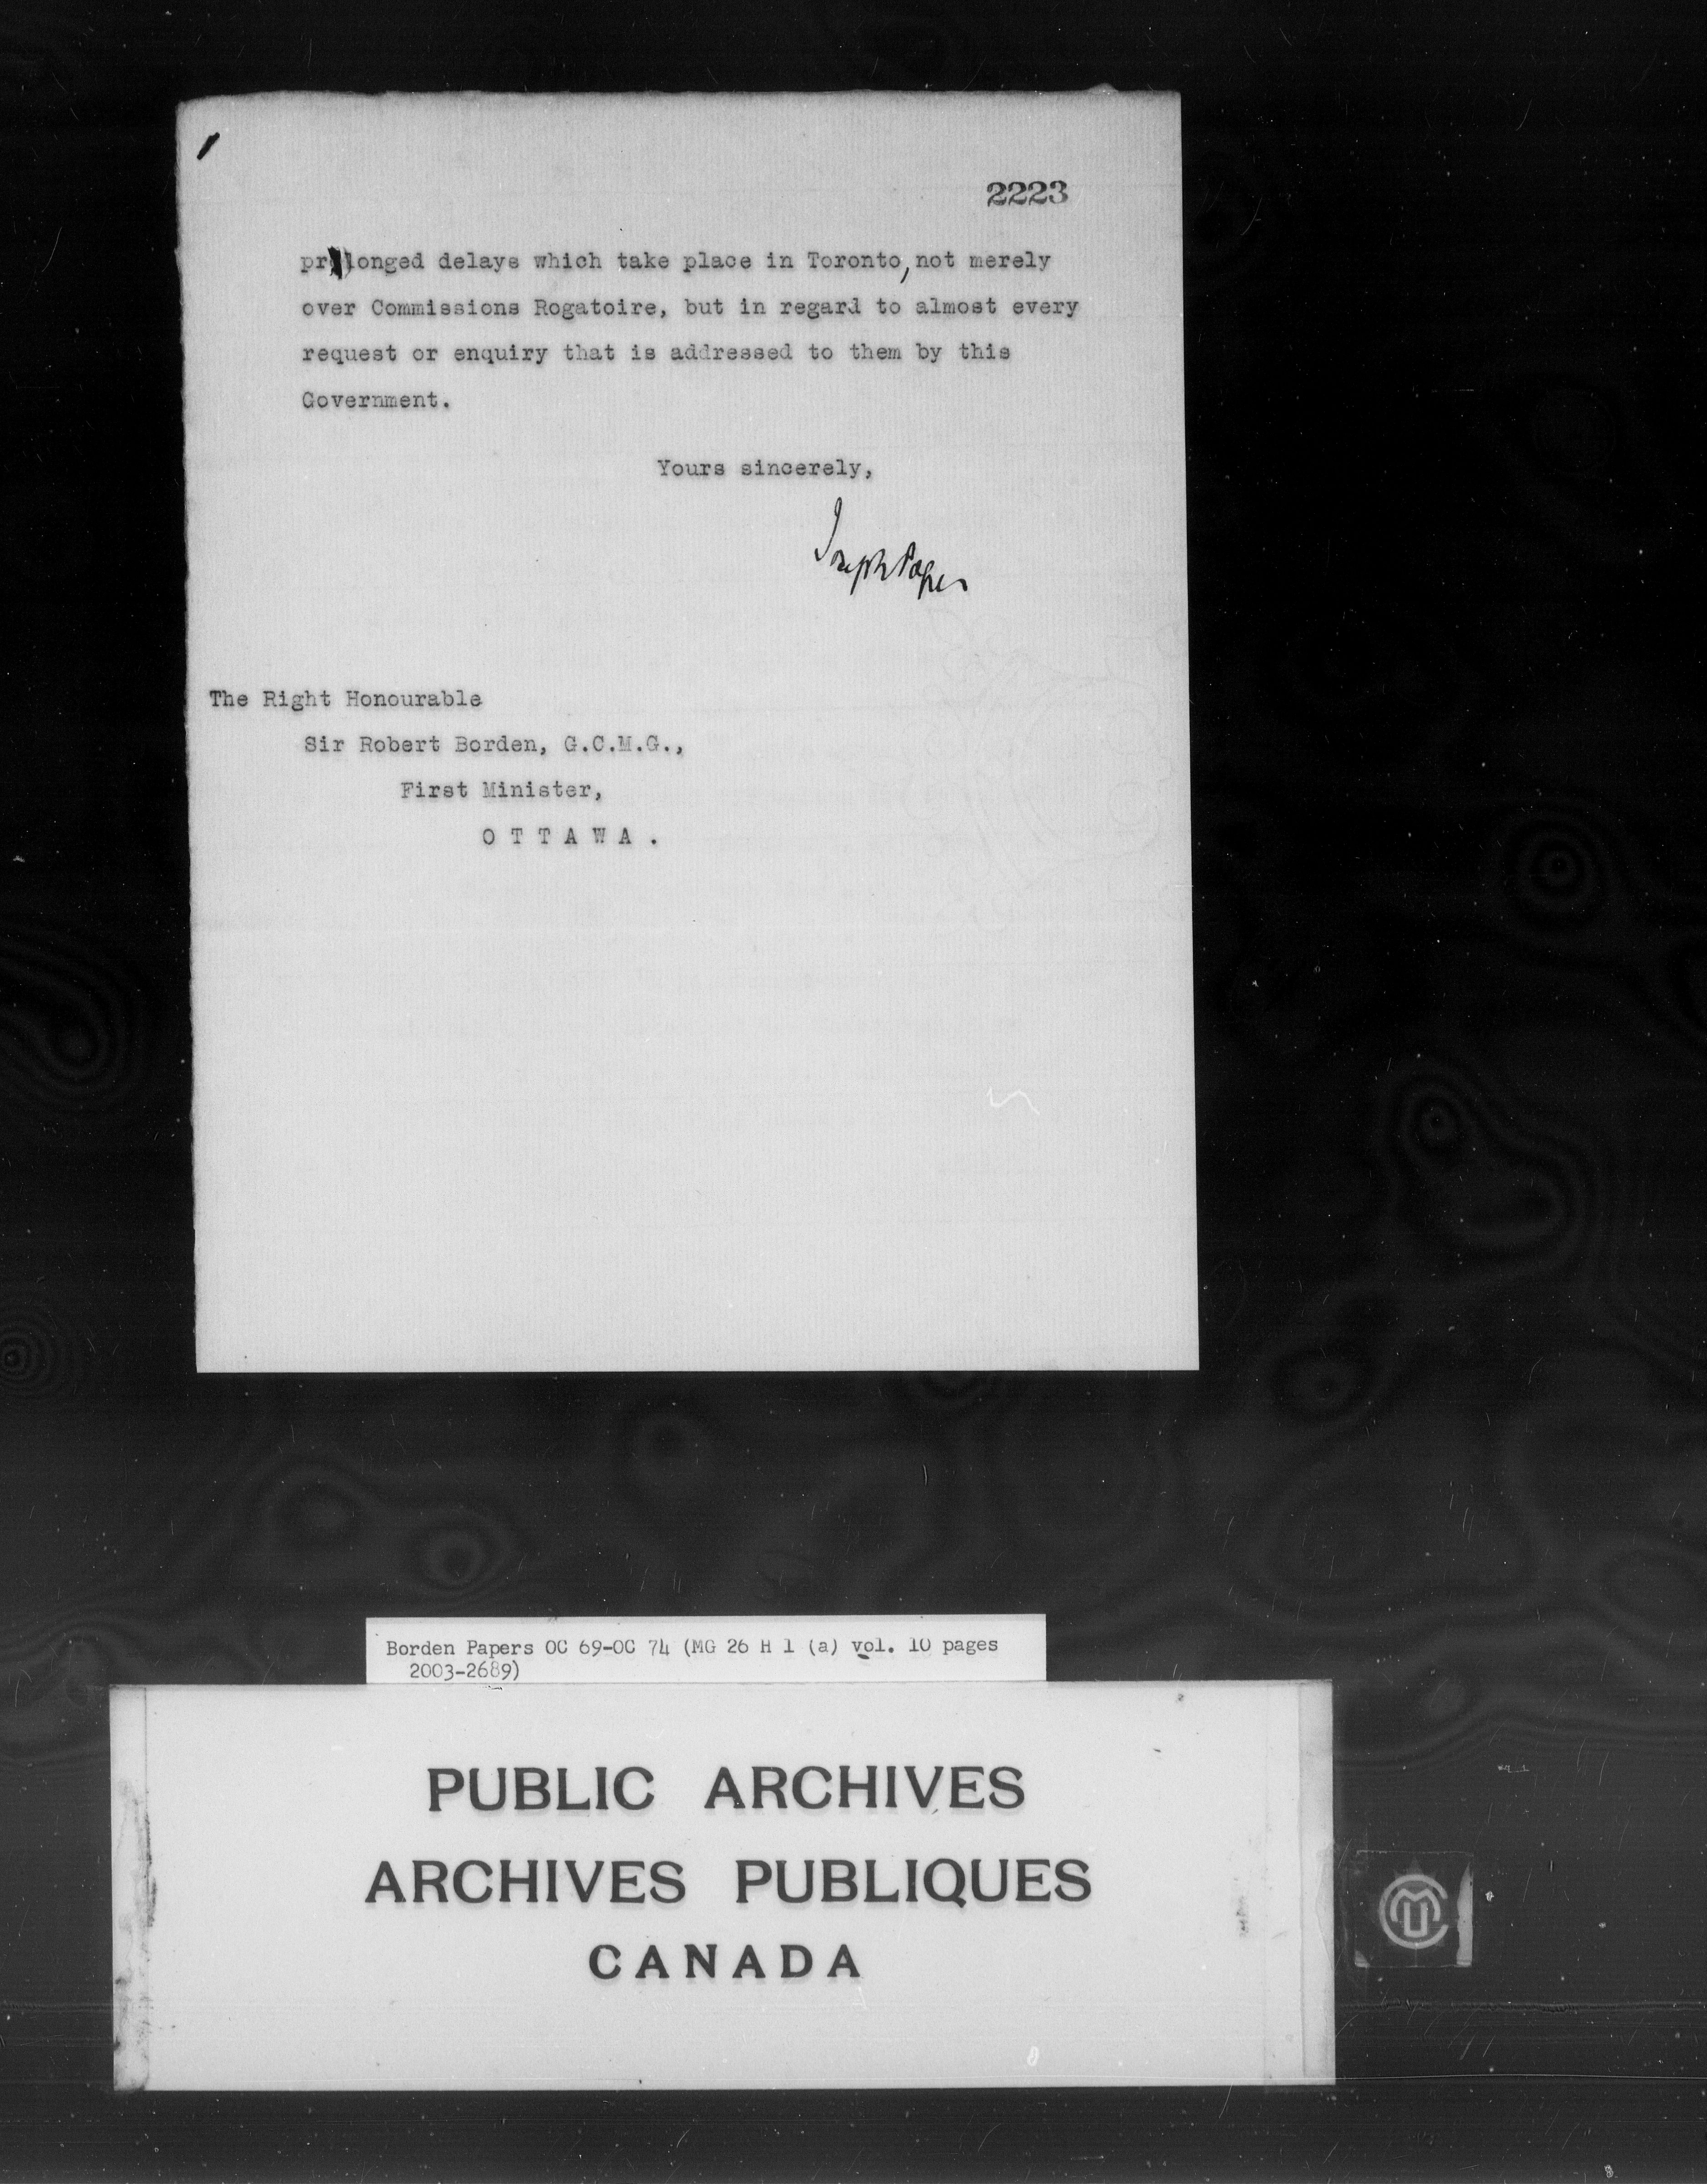 2223
prolonged delays which take place in Toronto, not merely
over Commissions Rogatoire, but in regard to almost every
request or enquiry that is addressed to them by this
Government.
Yours sincerely,
Joseph Pope
The Right Honourable
Sir Robert Borden, G.C.M.G.,
First Minister,
O T T A W A .
Borden Papers OC 69-OC 74 (MG 26 H 1 (a) vol. 10 pages
2003-2689)
PUBLIC ARCHIVES
ARCHIVES PUBLIQUES
CANADA